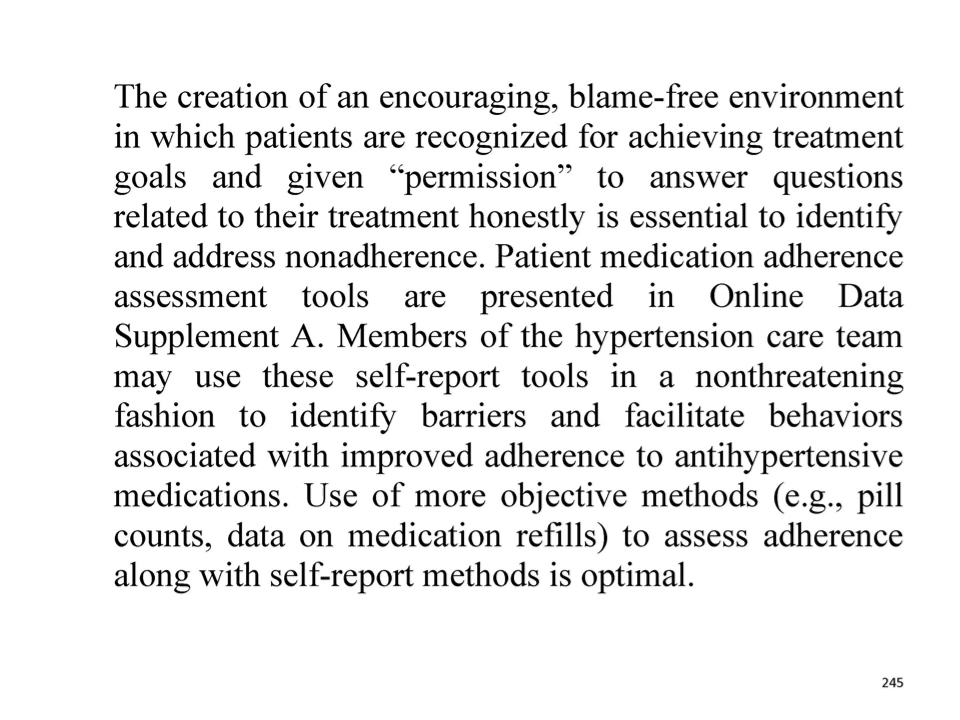 The creation of an encouraging, blame-free environment
in which patients are recognized for achieving treatment
goals and given “permission” to answer questions
related to their treatment honestly is essential to identify
and address nonadherence. Patient medication adherence
assessment tools are presented in Online Data
Supplement A. Members of the hypertension care team
may use these self-report tools in a nonthreatening
fashion to identify barriers and facilitate behaviors
associated with improved adherence to antihypertensive
medications. Use of more objective methods (e.g., pill
counts, data on medication refills) to assess adherence
along with self-report methods is optimal.
245